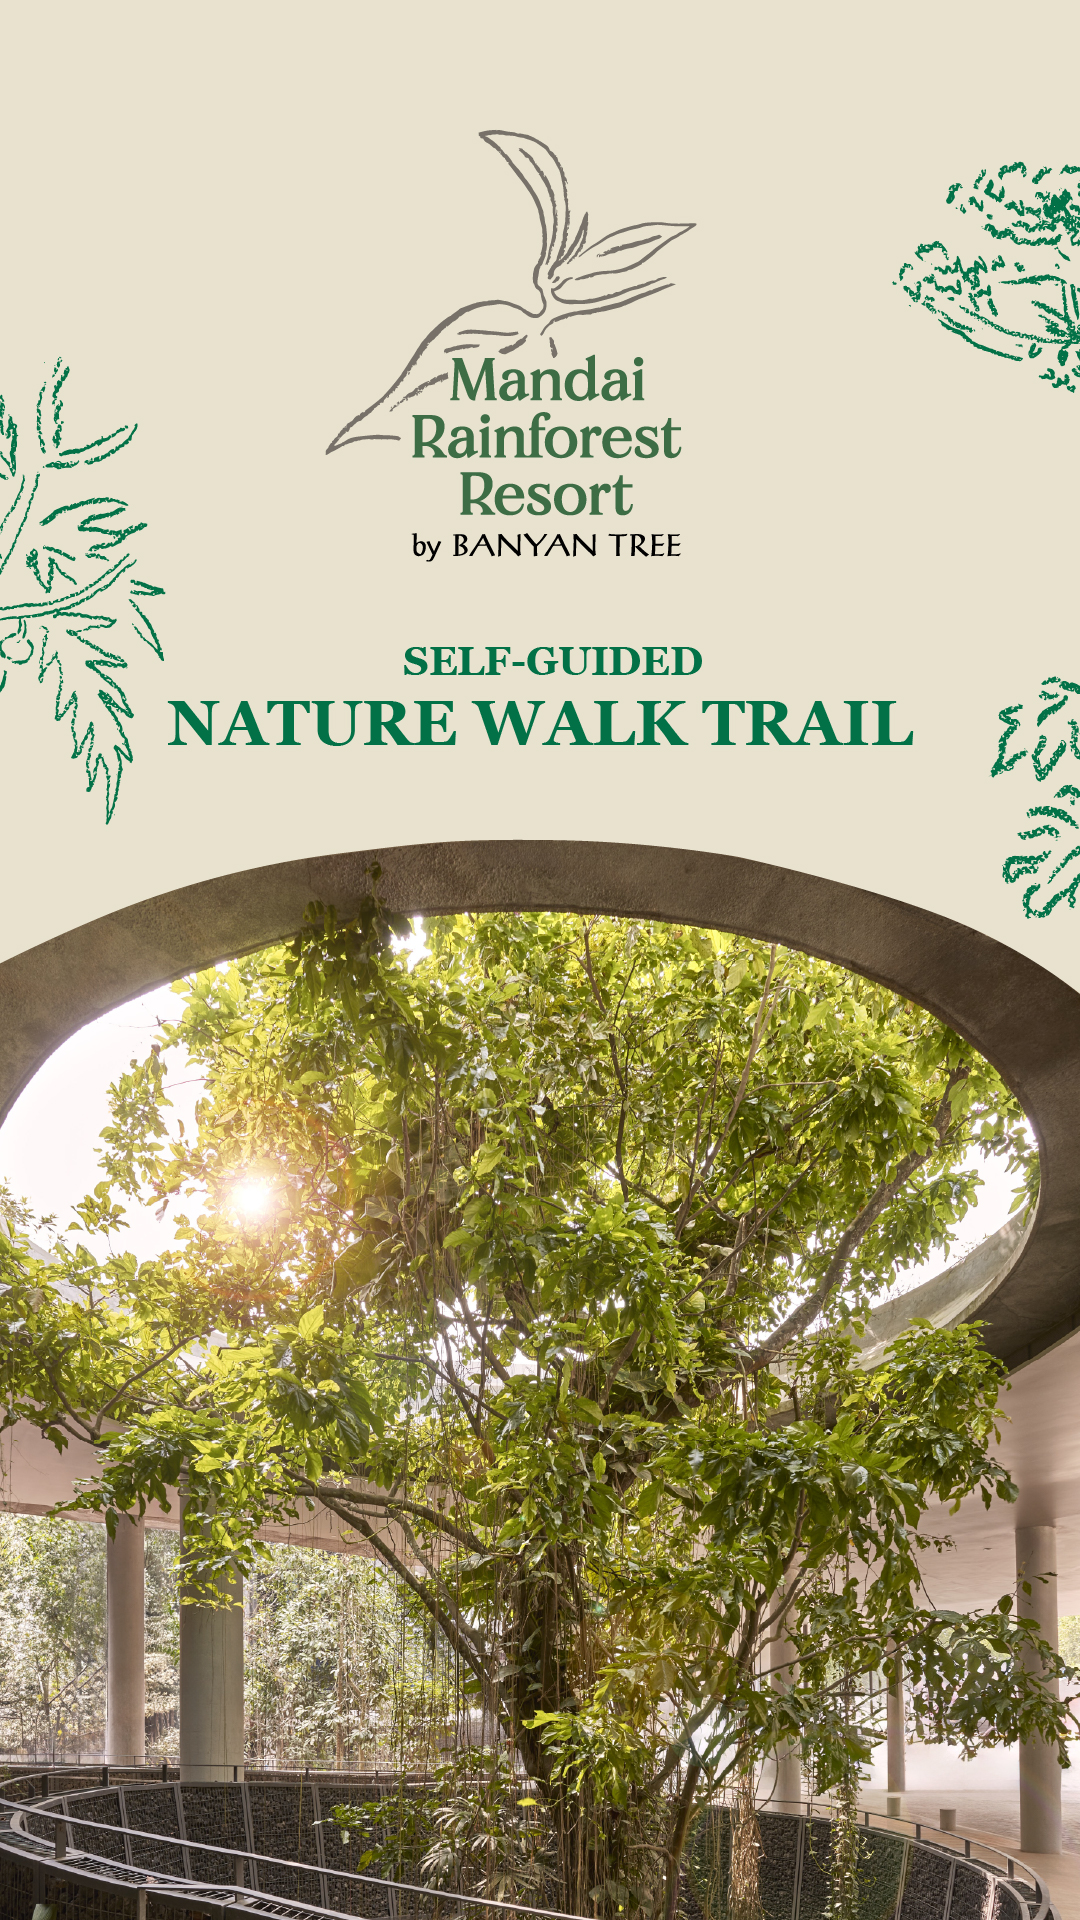 Mandai
Rainforest
Resort
by BANYAN TREE
SELF-GUIDED
NATURE WALK TRAIL